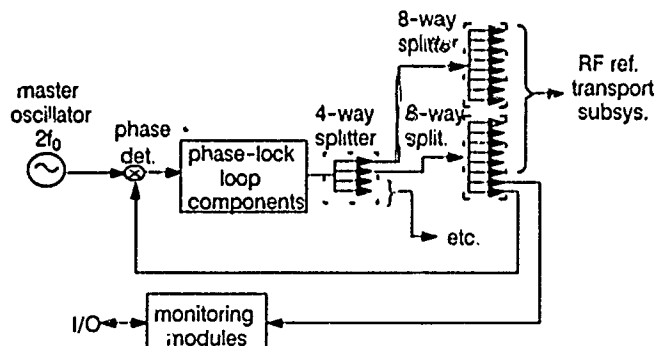 8-way
splitter
RF ref.
transport
subsys.
master
oscillator
2f₀
phase
det.
4-way
splitter
8-way
split.
phase-lock
loop
components
etc.
I/O
monitoring
modules